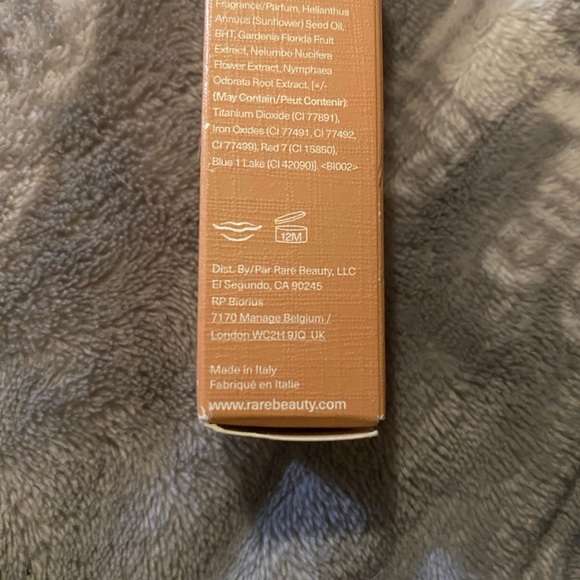 Fragrance/Parfum, Helianthus
Annuus (Sunflower) Seed Oil,
BHT, Gardenia Florida Fruit
Extract, Nelumbo Nucifera
Flower Extract, Nymphaea
Odorata Root Extract, [+/-
(May Contain/Peut Contenir):
Titanium Dioxide (CI 77891),
Iron Oxides (CI 77491, CI 77492,
CI 77499), Red 7 (CI 15850),
Blue 1 Lake (CI 42090)]. <BI002>
12M
Dist. By/Par Rare Beauty, LLC
El Segundo, CA 90245
RP Biorius
7170 Manage Belgium /
London WC2H 9JQ UK
Made in Italy
Fabriqué en Italie
www.rarebeauty.com